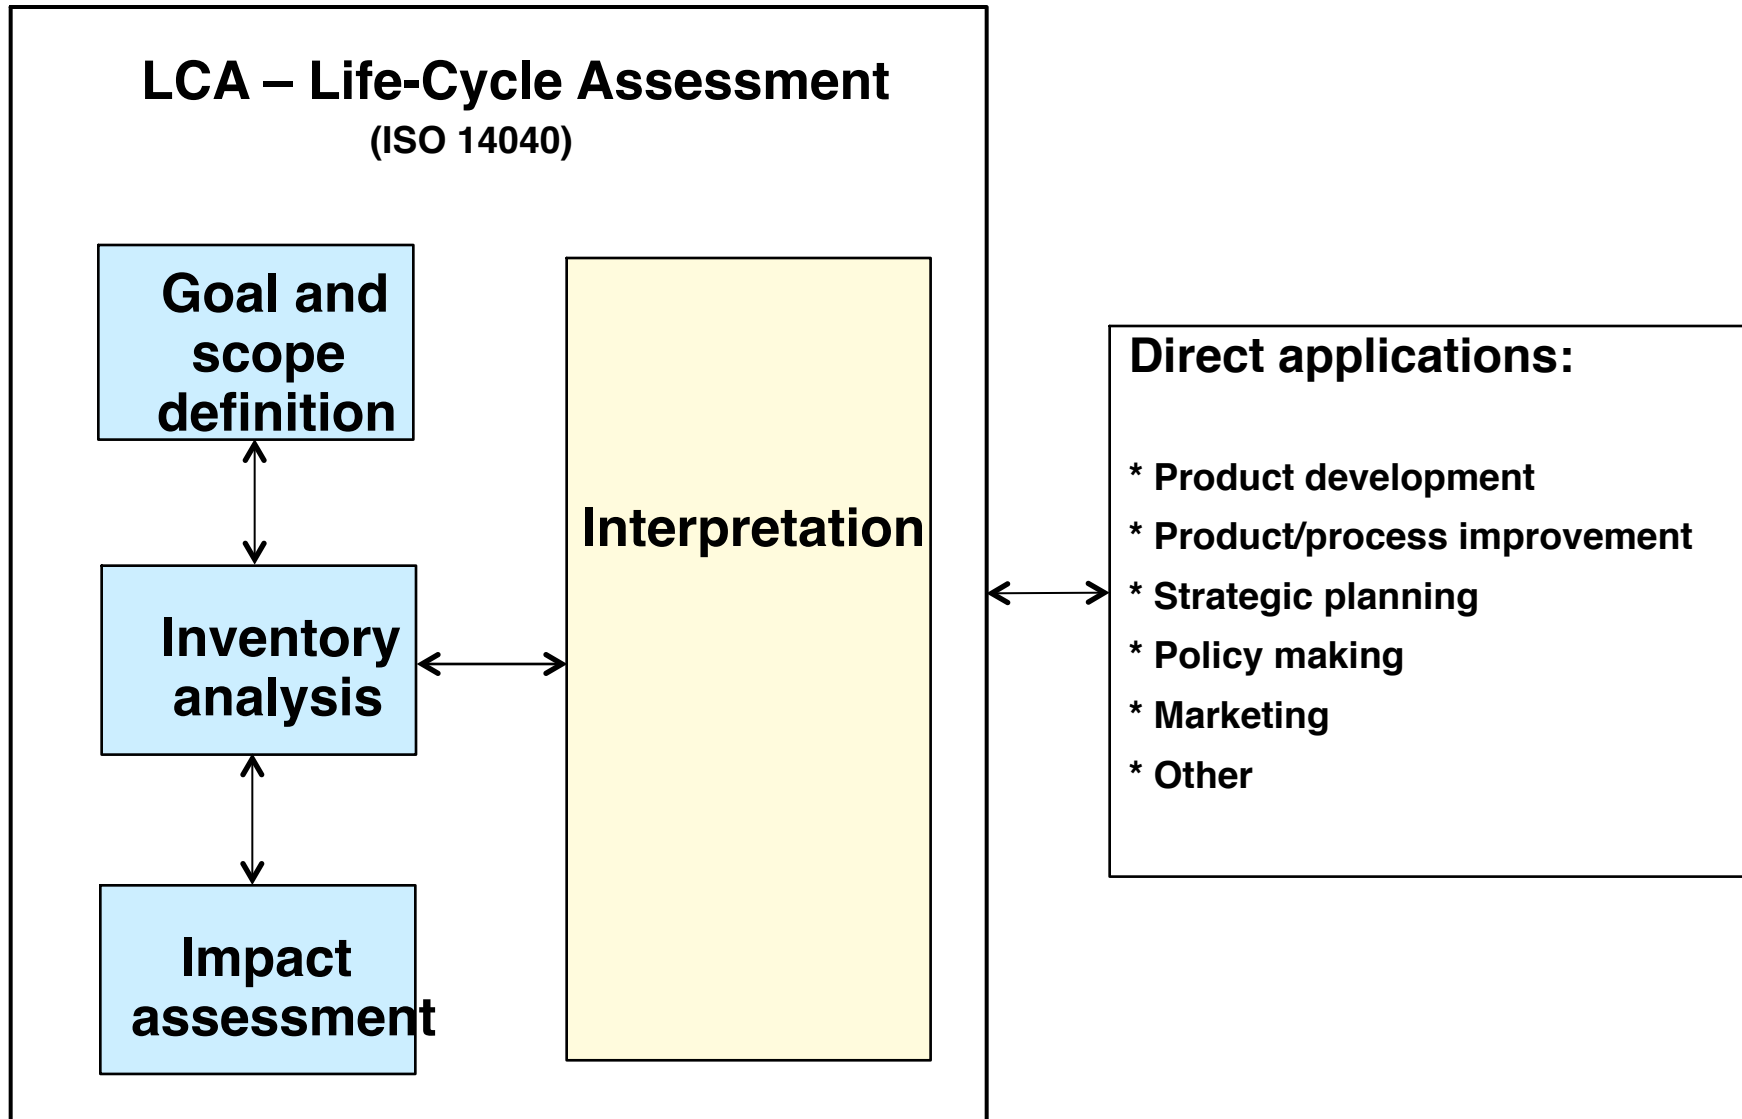 LCA – Life-Cycle Assessment
(ISO 14040)
Goal and
scope
definition
Inventory
analysis
Impact
assessment
Interpretation
Direct applications:
* Product development
* Product/process improvement
* Strategic planning
* Policy making
* Marketing
* Other